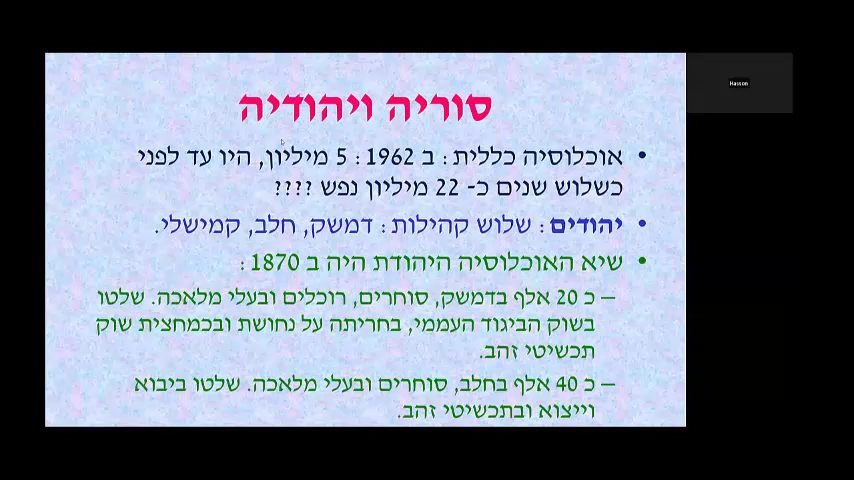 סוריה ויהודיה
• אוכלוסיה כללית : ב 1962 : 5 מיליון, היו עד לפני
כשלוש שנים כ- 22 מיליון נפש ????
• יהודים : שלוש קהילות : דמשק, חלב, קמישלי.
• שיא האוכלוסיה היהודת היה ב 1870 :
– כ 20 אלף בדמשק, סוחרים, רוכלים ובעלי מלאכה. שלטו
בשוק הביגוד העממי, בחריתה על נחושת ובכמחצית שוק
תכשיטי זהב.
– כ 40 אלף בחלב, סוחרים ובעלי מלאכה. שלטו ביבוא
וייצוא ובתכשיטי זהב.
Hasson